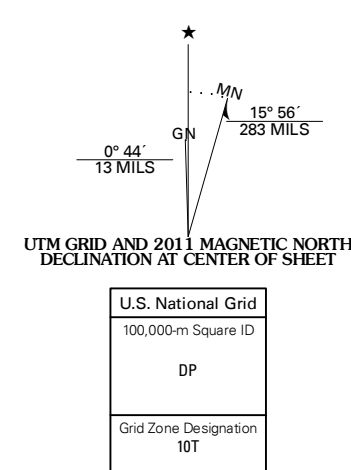 ★
MN
GN
15° 56´
283 MILS
0° 44´
13 MILS
UTM GRID AND 2011 MAGNETIC NORTH
DECLINATION AT CENTER OF SHEET
U.S. National Grid
100,000-m Square ID
DP
Grid Zone Designation
10T